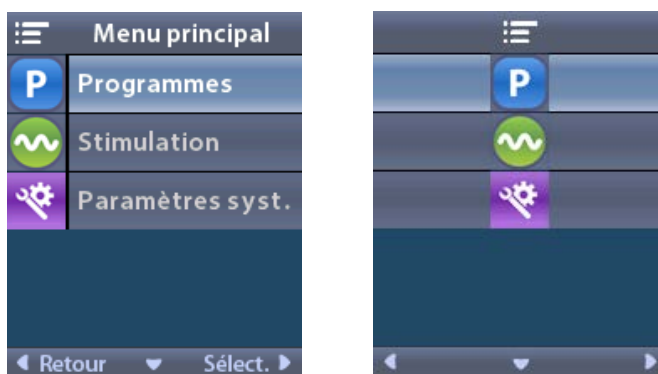 Menu principal
P Programmes
Stimulation
Paramètres syst.
Retour Sélect.
P